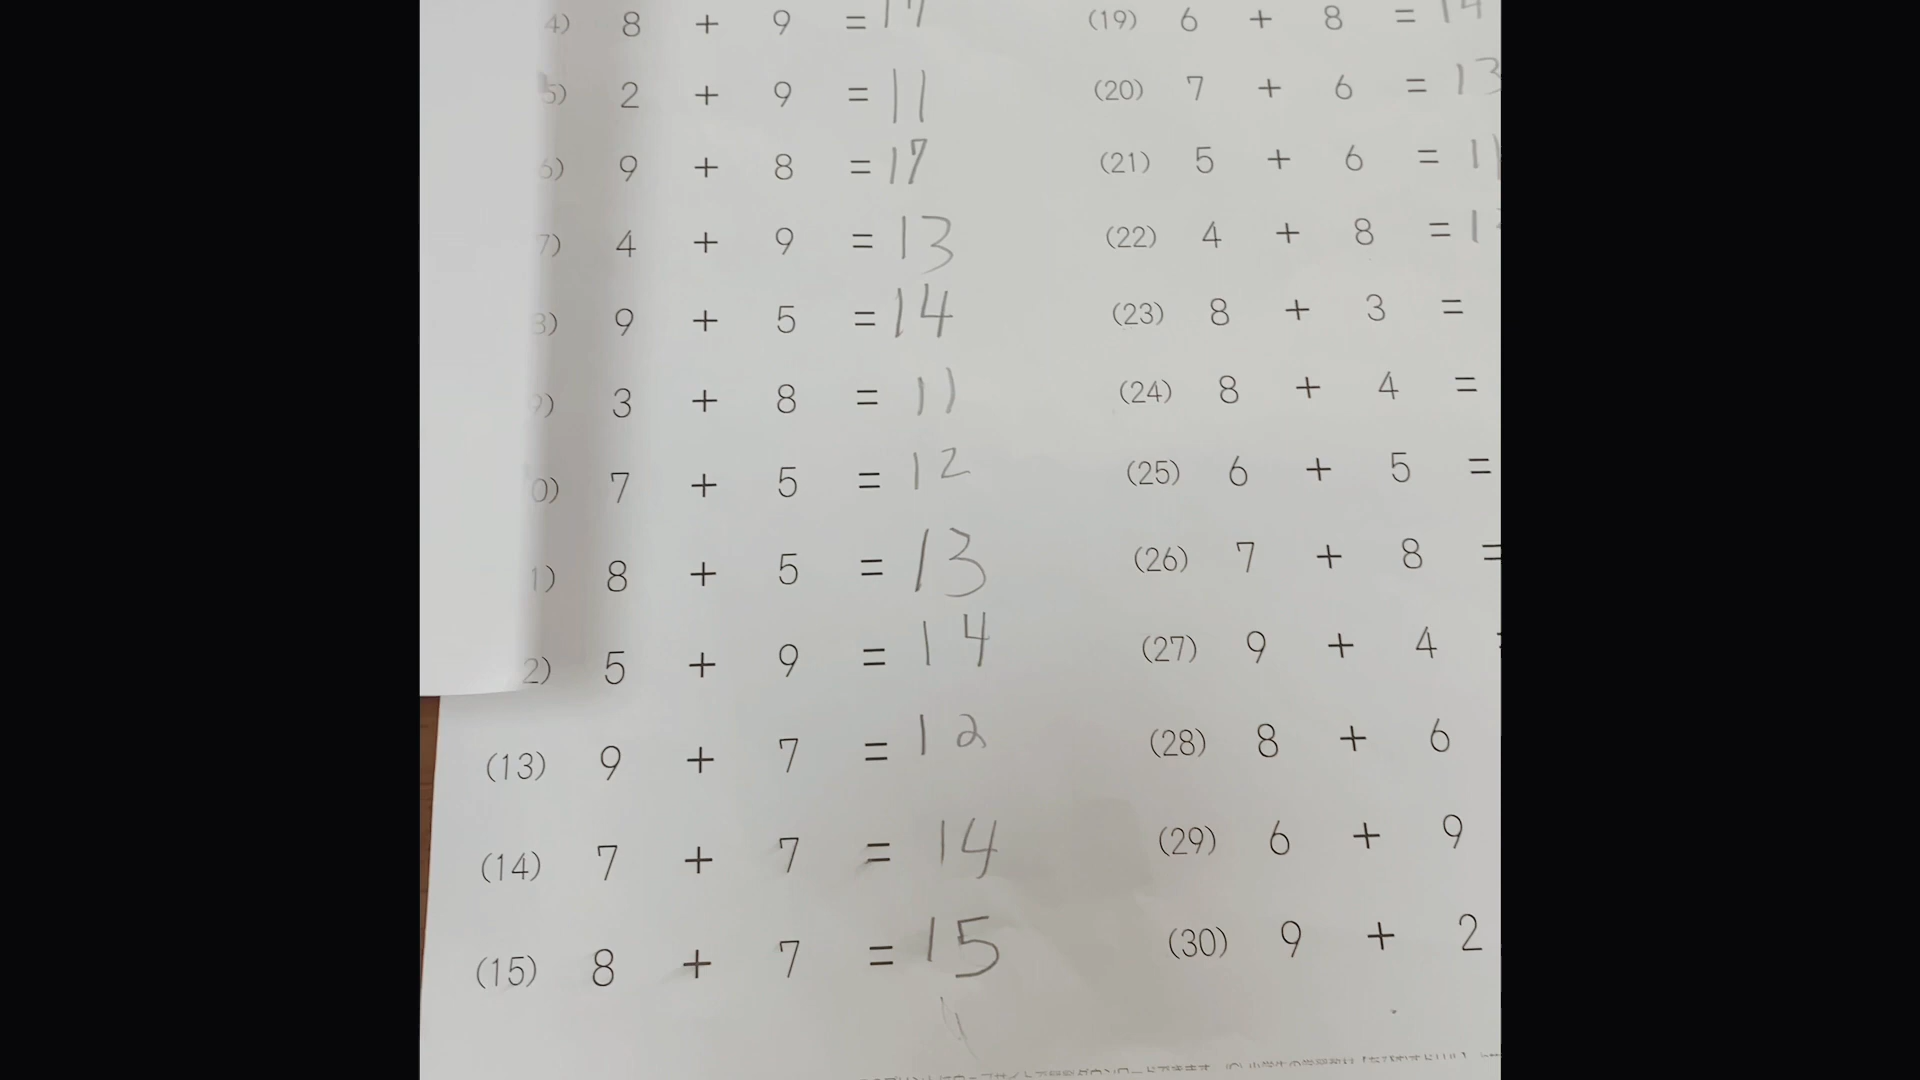 4) 8 + 9 = 17
5) 2 + 9 = 11
6) 9 + 8 = 17
7) 4 + 9 = 13
8) 9 + 5 = 14
9) 3 + 8 = 11
0) 7 + 5 = 12
1) 8 + 5 = 13
2) 5 + 9 = 14
(13) 9 + 7 = 12
(14) 7 + 7 = 14
(15) 8 + 7 = 15
(19) 6 + 8 = 14
(20) 7 + 6 = 13
(21) 5 + 6 = 11
(22) 4 + 8 = 1
(23) 8 + 3 =
(24) 8 + 4 =
(25) 6 + 5 =
(26) 7 + 8 =
(27) 9 + 4
(28) 8 + 6
(29) 6 + 9
(30) 9 + 2